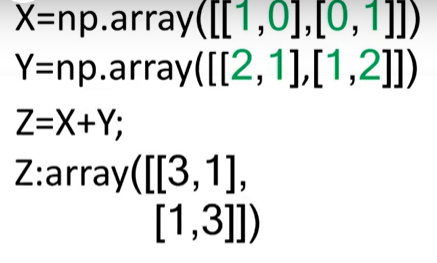 X=np.array([[1,0],[0,1]])
Y=np.array([[2,1],[1,2]])
Z=X+Y;
Z:array([[3,1],
[1,3]])